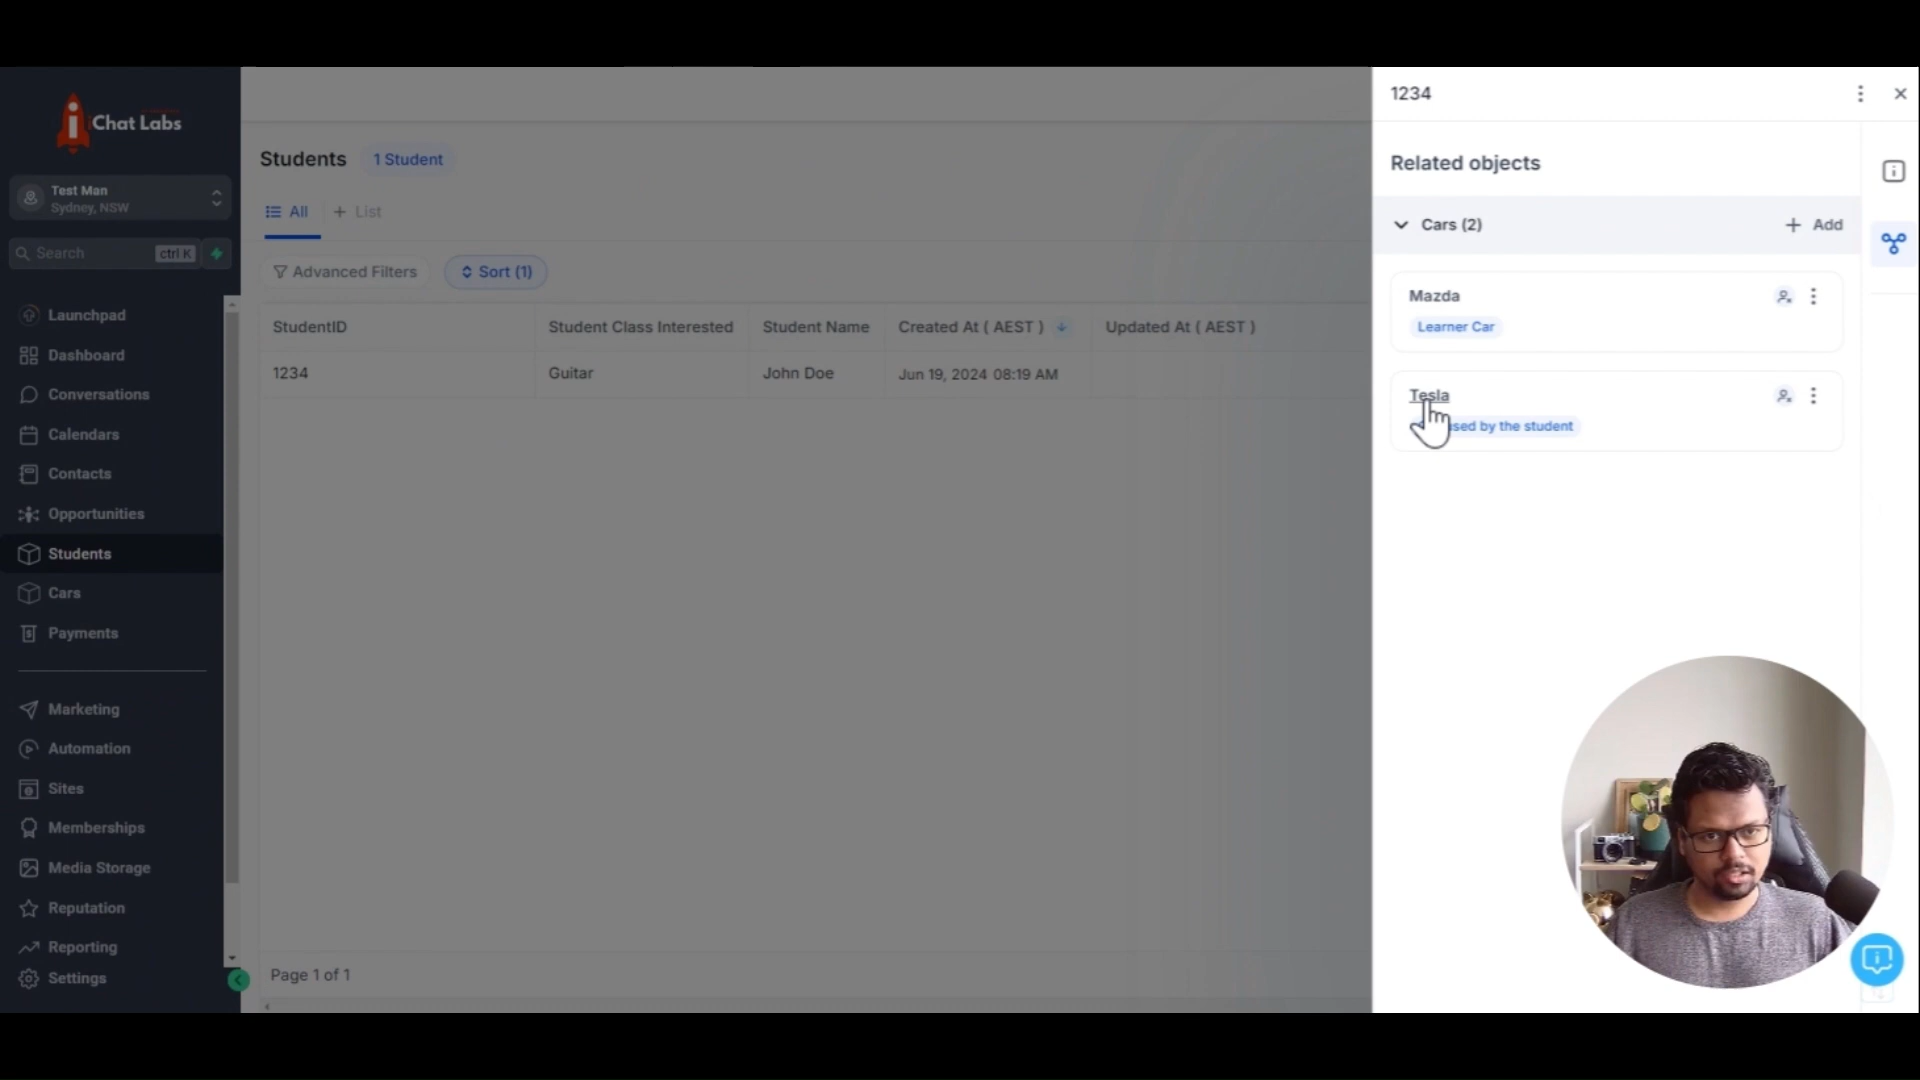 Chat Labs
Test Man
Sydney, NSW
Search ctrl K
Launchpad
Dashboard
Conversations
Calendars
Contacts
Opportunities
Students
Cars
Payments
Marketing
Automation
Sites
Memberships
Media Storage
Reputation
Reporting
Settings
Students 1 Student
All + List
Advanced Filters Sort (1)
StudentID Student Class Interested Student Name Created At ( AEST ) Updated At ( AEST )
1234 Guitar John Doe Jun 19, 2024 08:19 AM
Page 1 of 1
1234
Related objects
Cars (2) + Add
Mazda
Learner Car
Tesla
by the student